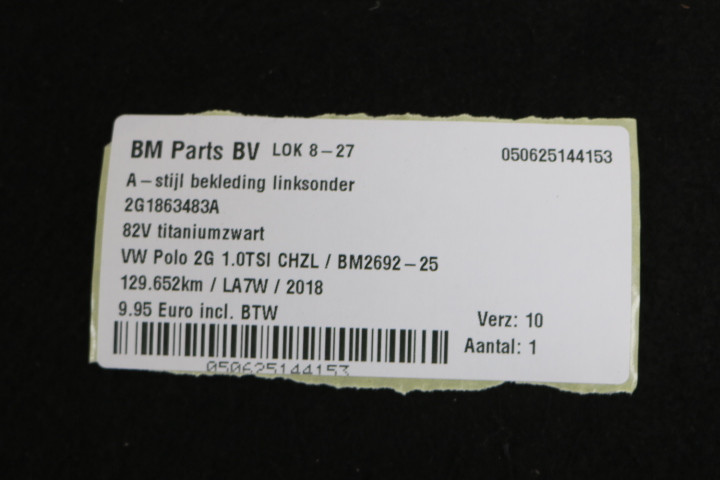 BM Parts BV LOK 8-27 050625144153
A-stijl bekleding linksonder
2G1863483A
82V titaniumzwart
VW Polo 2G 1.0TSI CHZL / BM2692-25
129.652km / LA7W / 2018
9.95 Euro incl. BTW
Verz: 10
Aantal: 1
050625144153